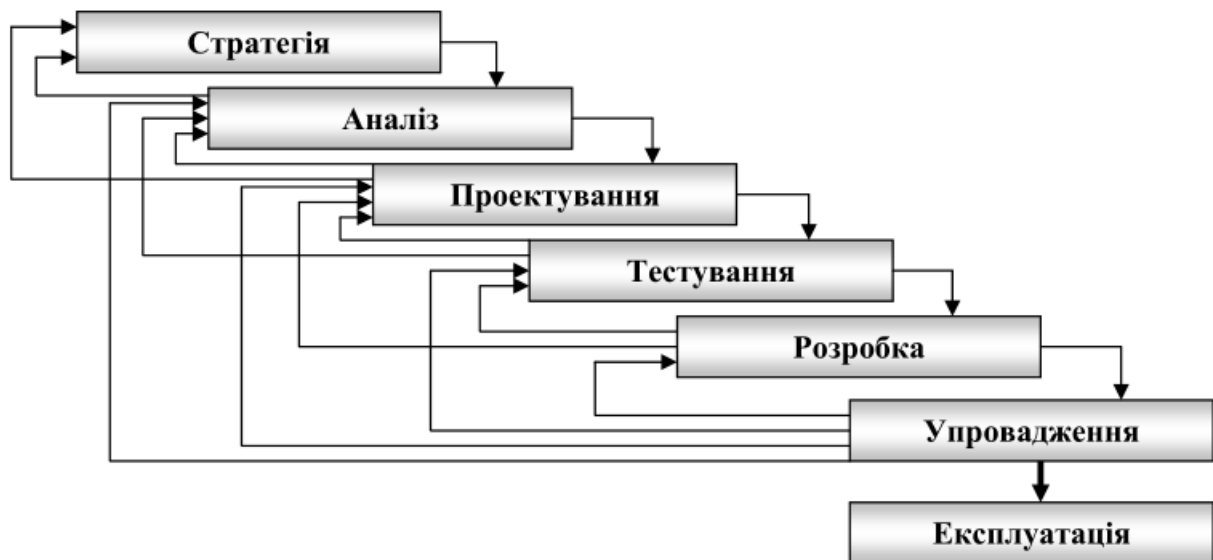 Стратегія
Аналіз
Проектування
Тестування
Розробка
Упровадження
Експлуатація